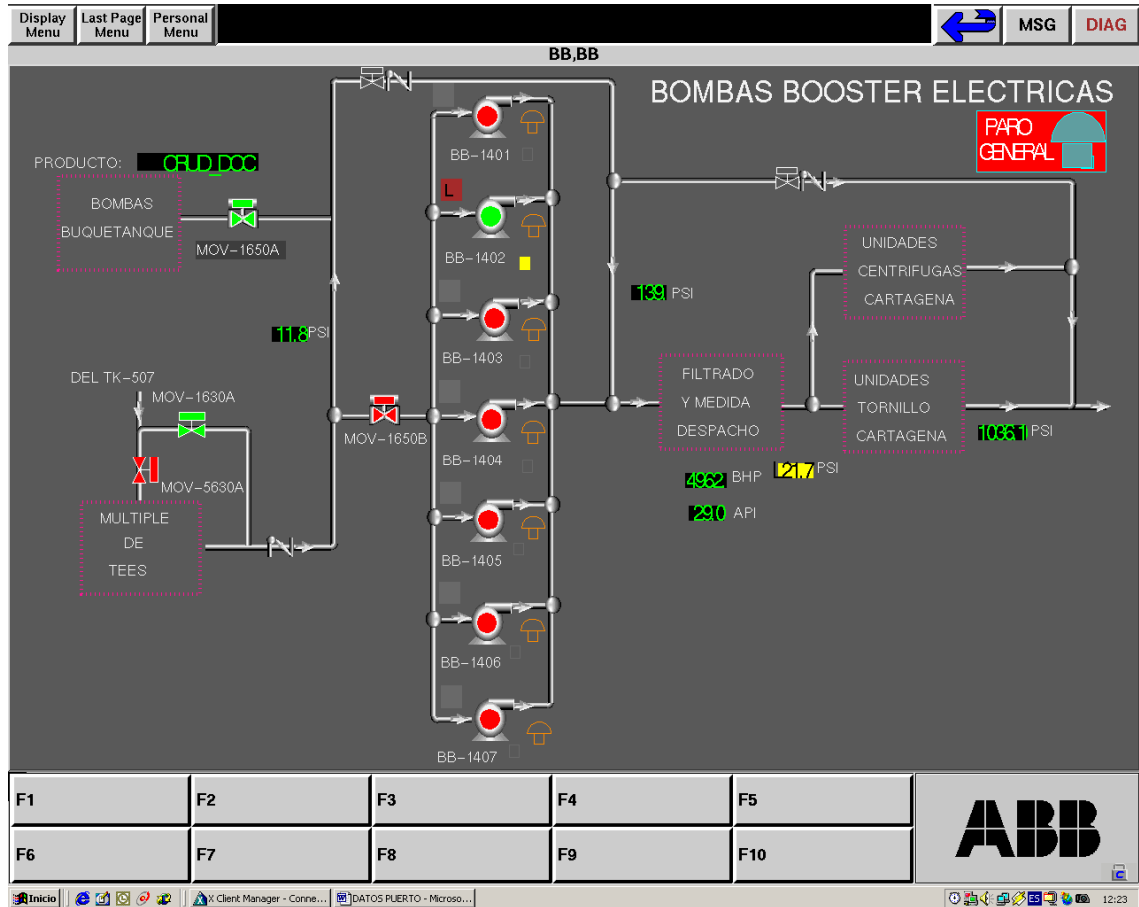 Display Menu
Last Page Menu
Personal Menu
MSG
DIAG
BB,BB
BOMBAS BOOSTER ELECTRICAS
PARO
GENERAL
PRODUCTO: CRUD_DOC
BOMBAS
BUQUETANQUE
MOV-1650A
11.8 PSI
DEL TK-507
MOV-1630A
MOV-5630A
MULTIPLE
DE
TEES
MOV-1650B
BB-1401
L
BB-1402
BB-1403
BB-1404
BB-1405
BB-1406
BB-1407
139. PSI
FILTRADO
Y MEDIDA
DESPACHO
4962 BHP
29.0 API
L 21.7 PSI
UNIDADES
CENTRIFUGAS
CARTAGENA
UNIDADES
TORNILLO
CARTAGENA
1036.1 PSI
F1
F2
F3
F4
F5
F6
F7
F8
F9
F10
ABB
Inicio
X Client Manager - Conne...
DATOS PUERTO - Microso...
ES
12:23